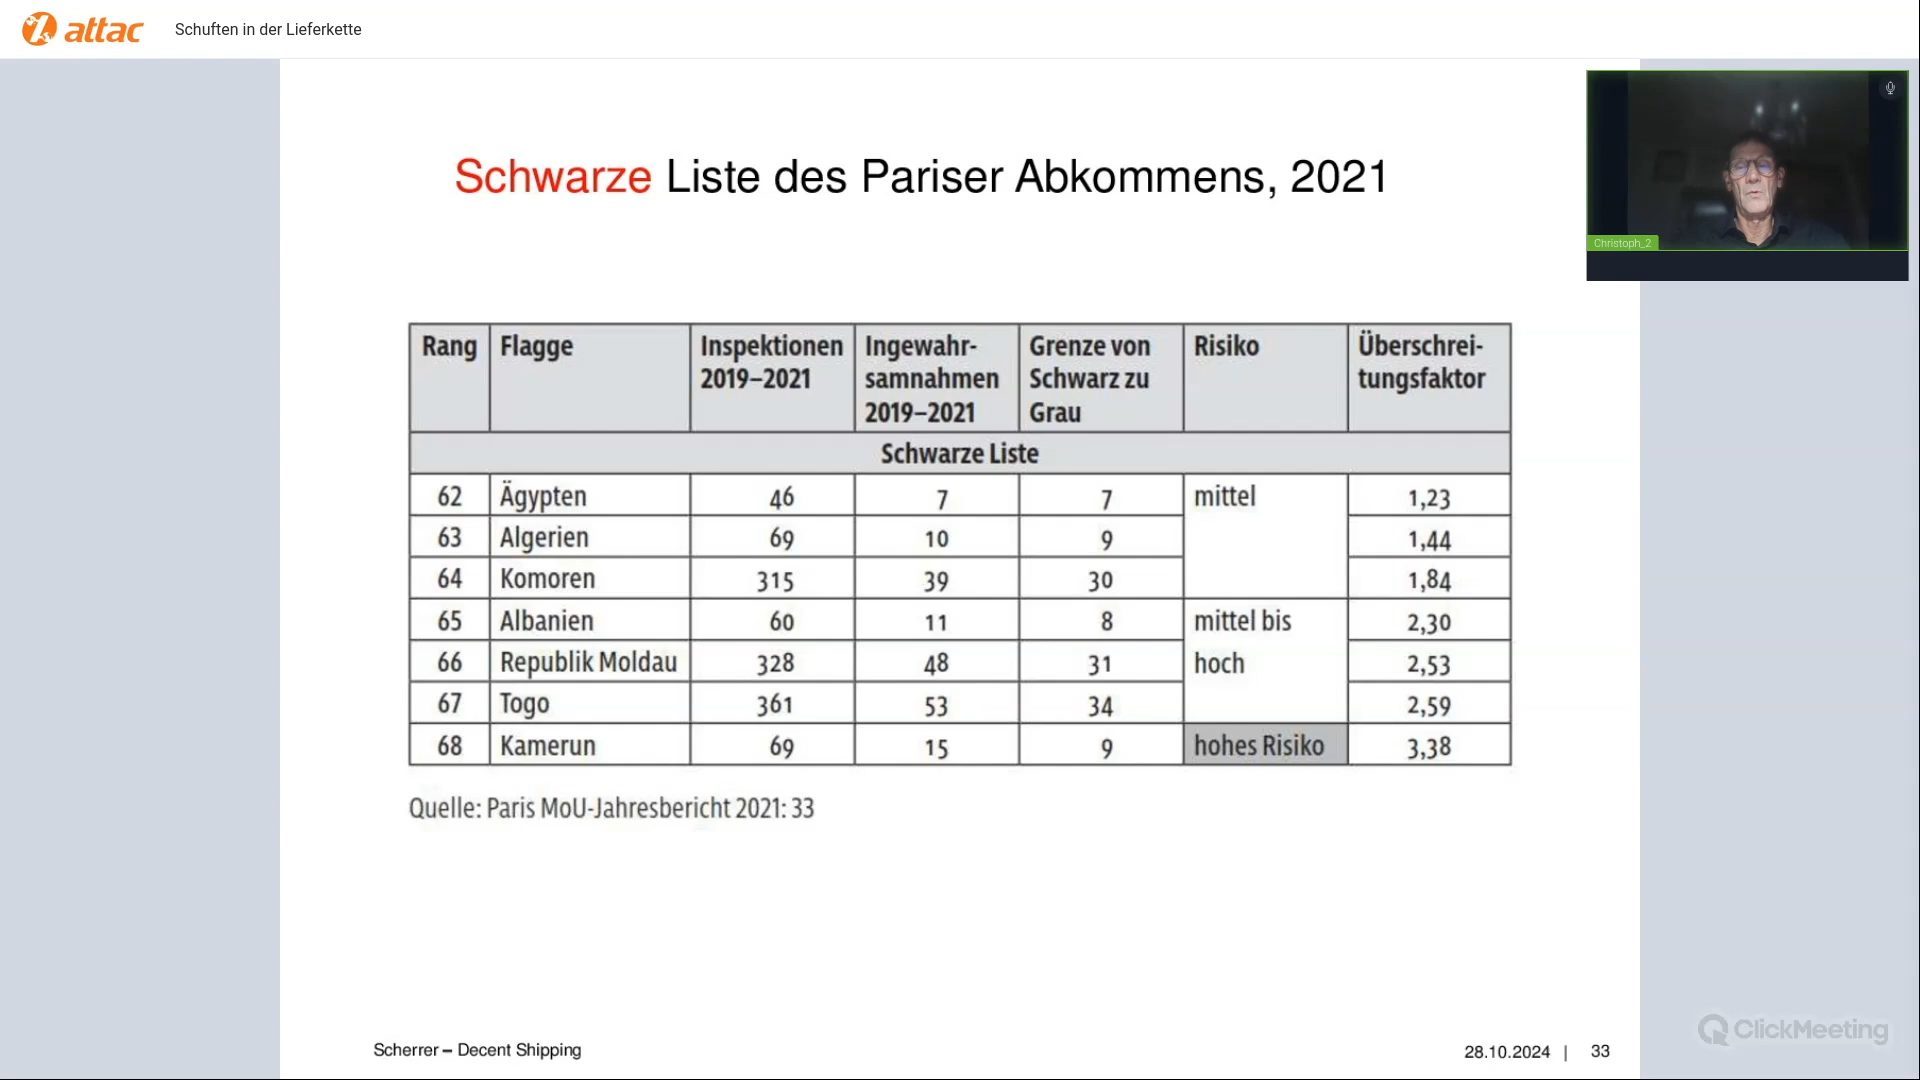 attac Schuften in der Lieferkette
Schwarze Liste des Pariser Abkommens, 2021
Christoph_2
Rang Flagge Inspektionen 2019–2021 Ingewahr-samnahmen 2019–2021 Grenze von Schwarz zu Grau Risiko Überschrei-tungsfaktor
Schwarze Liste
62 Ägypten 46 7 7 mittel 1,23
63 Algerien 69 10 9 1,44
64 Komoren 315 39 30 1,84
65 Albanien 60 11 8 mittel bis 2,30
66 Republik Moldau 328 48 31 hoch 2,53
67 Togo 361 53 34 2,59
68 Kamerun 69 15 9 hohes Risiko 3,38
Quelle: Paris MoU-Jahresbericht 2021: 33
ClickMeeting
Scherrer – Decent Shipping 28.10.2024 | 33